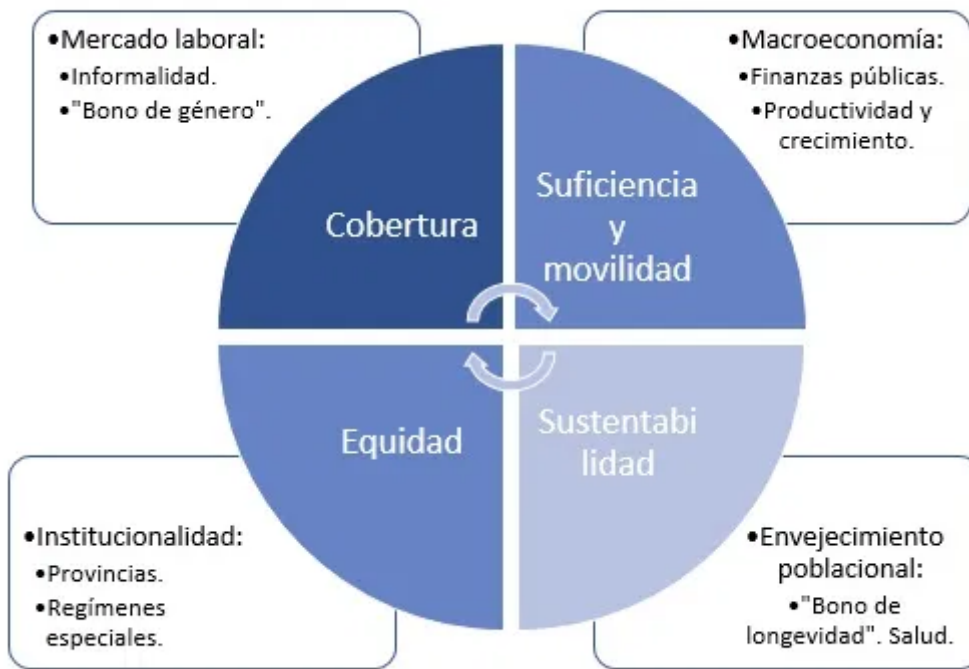 •Mercado laboral:
•Informalidad.
•"Bono de género".
•Macroeconomía:
•Finanzas públicas.
•Productividad y
crecimiento.
Cobertura
Suficiencia
y
movilidad
Equidad
Sustentabi
lidad
•Institucionalidad:
•Provincias.
•Regímenes
especiales.
•Envejecimiento
poblacional:
•"Bono de
longevidad". Salud.